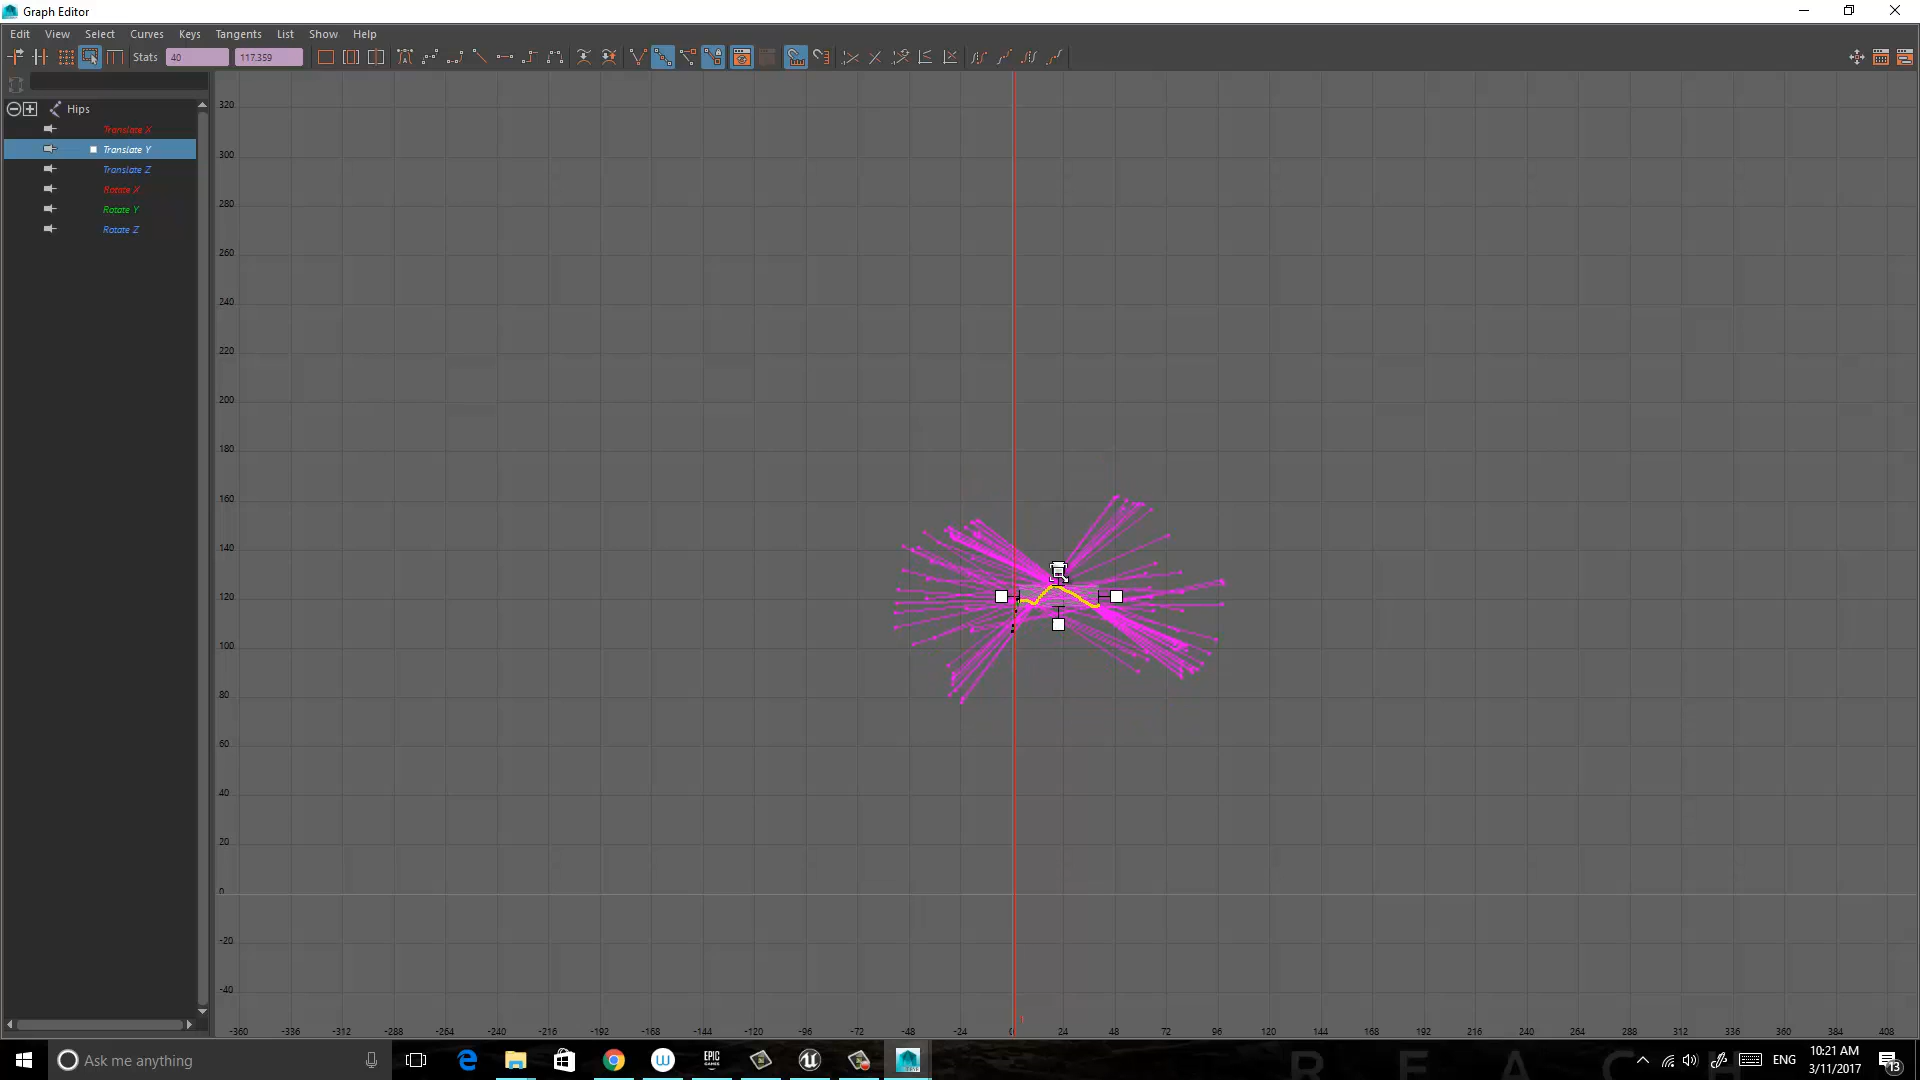 Graph Editor
Edit View Select Curves Keys Tangents List Show Help
Stats 40 117.359
Hips
Translate X
Translate Y
Translate Z
Rotate X
Rotate Y
Rotate Z
320
300
280
260
240
220
200
180
160
140
120
100
80
60
40
20
0
-20
-40
-360 -336 -312 -288 -264 -240 -216 -192 -168 -144 -120 -96 -72 -48 -24 0 24 48 72 96 120 144 168 192 216 240 264 288 312 336 360 384 408
Ask me anything
EPIC GAMES
R E A C H
ENG
10:21 AM
3/11/2017
13